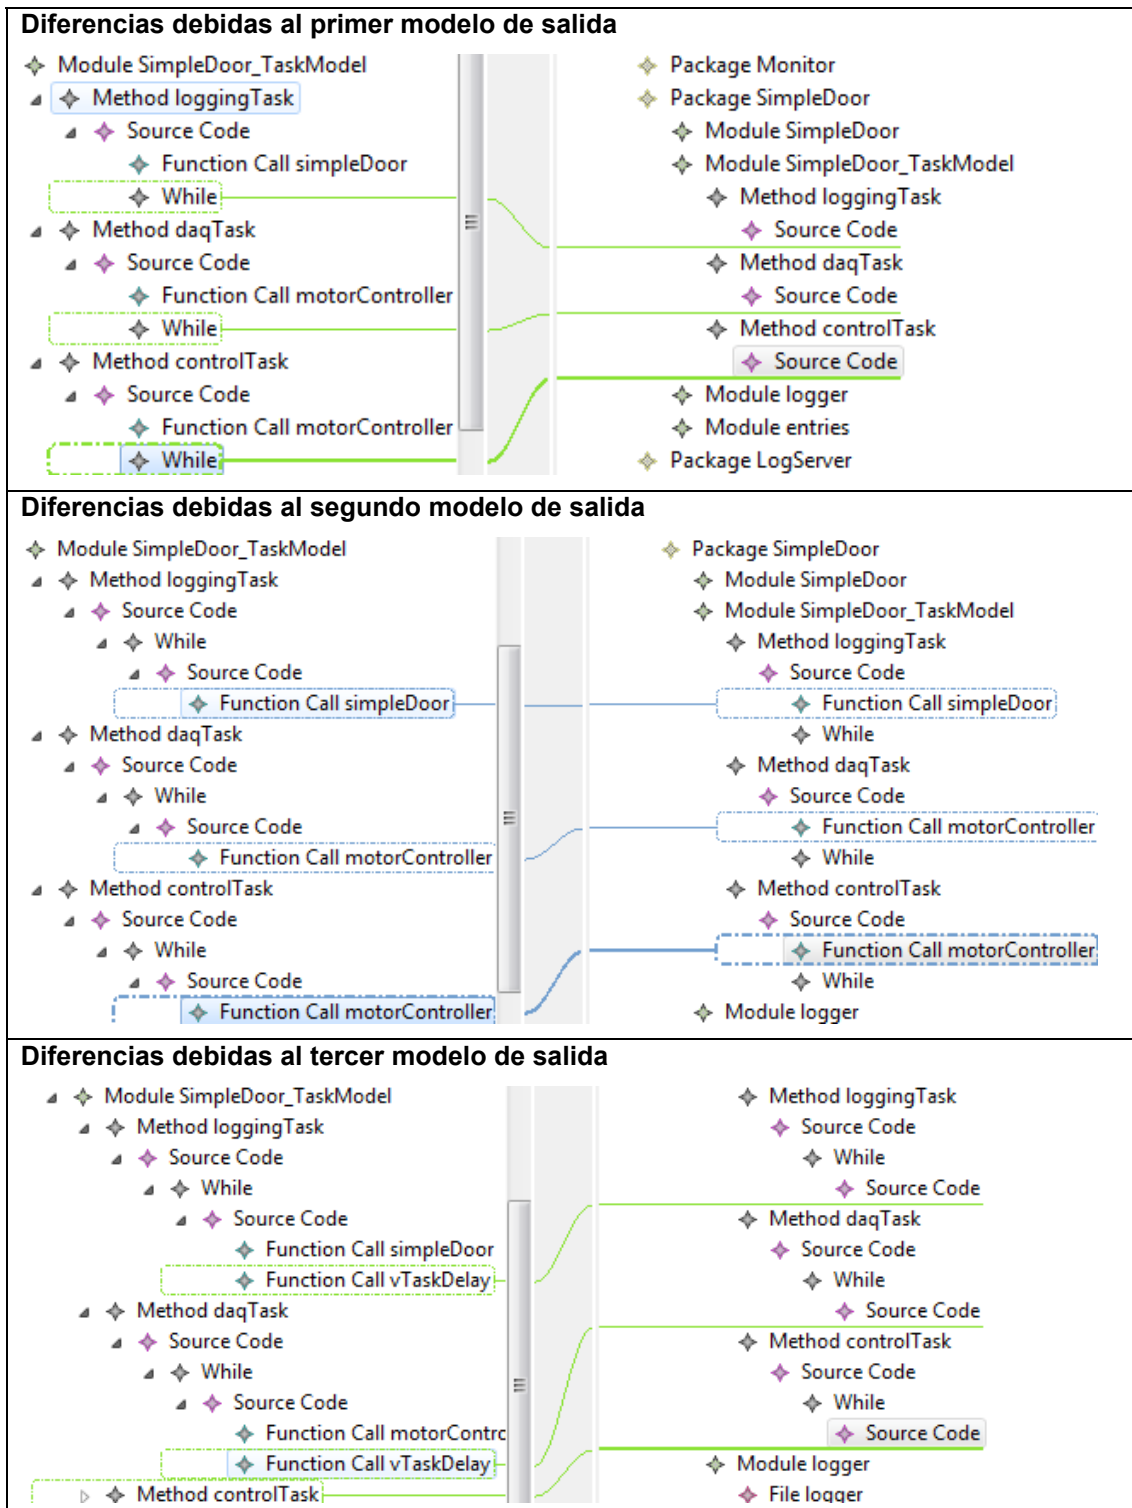 Diferencias debidas al primer modelo de salida
Module SimpleDoor_TaskModel
Method loggingTask
Source Code
Function Call simpleDoor
While
Method daqTask
Source Code
Function Call motorController
While
Method controlTask
Source Code
Function Call motorController
While
Package Monitor
Package SimpleDoor
Module SimpleDoor
Module SimpleDoor_TaskModel
Method loggingTask
Source Code
Method daqTask
Source Code
Method controlTask
Source Code
Module logger
Module entries
Package LogServer
Diferencias debidas al segundo modelo de salida
Module SimpleDoor_TaskModel
Method loggingTask
Source Code
While
Source Code
Function Call simpleDoor
Method daqTask
Source Code
While
Source Code
Function Call motorController
Method controlTask
Source Code
While
Source Code
Function Call motorController
Package SimpleDoor
Module SimpleDoor
Module SimpleDoor_TaskModel
Method loggingTask
Source Code
Function Call simpleDoor
While
Method daqTask
Source Code
Function Call motorController
While
Method controlTask
Source Code
Function Call motorController
While
Module logger
Diferencias debidas al tercer modelo de salida
Module SimpleDoor_TaskModel
Method loggingTask
Source Code
While
Source Code
Function Call simpleDoor
Function Call vTaskDelay
Method daqTask
Source Code
While
Source Code
Function Call motorContrc
Function Call vTaskDelay
Method controlTask
Method loggingTask
Source Code
While
Source Code
Method daqTask
Source Code
While
Source Code
Method controlTask
Source Code
While
Source Code
Module logger
File logger